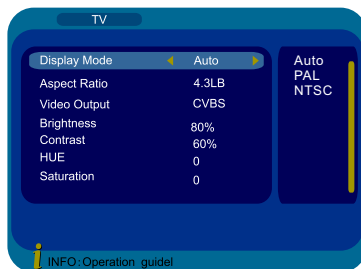 TV
Display Mode Auto
Aspect Ratio 4.3LB
Video Output CVBS
Brightness 80%
Contrast 60%
HUE 0
Saturation 0
Auto
PAL
NTSC
INFO: Operation guidel